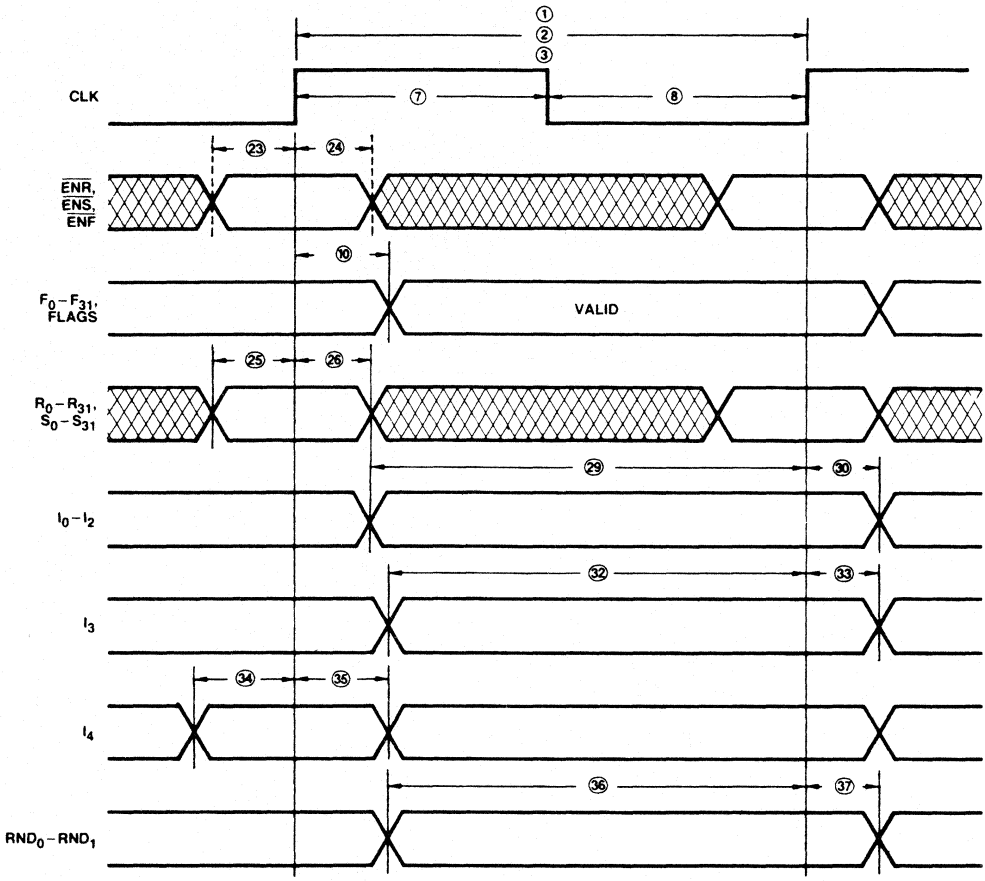 ①
②
③
CLK
⑦
⑧
㉓
㉔
ENR,
ENS,
ENF
⑩
F0–F31,
FLAGS
VALID
㉕
㉖
R0–R31,
S0–S31
㉙
㉚
I0–I2
㉜
㉝
I3
㉞
㉟
I4
㊱
㊲
RND0–RND1